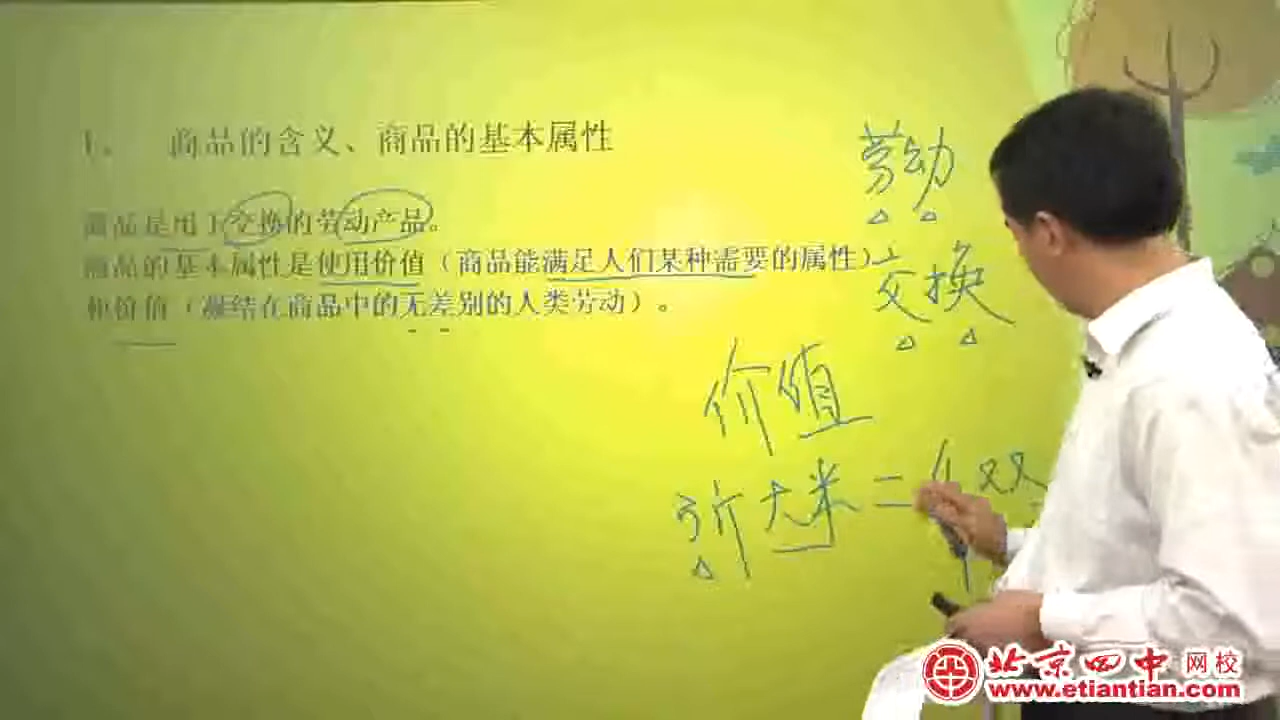 1、 商品的含义、商品的基本属性
商品是用于交换的劳动产品。
商品的基本属性是使用价值（商品能满足人们某种需要的属性）
和价值（凝结在商品中的无差别的人类劳动）。
劳动
交换
价值
斤大米 =
双
北京四中网校
www.etiantian.com